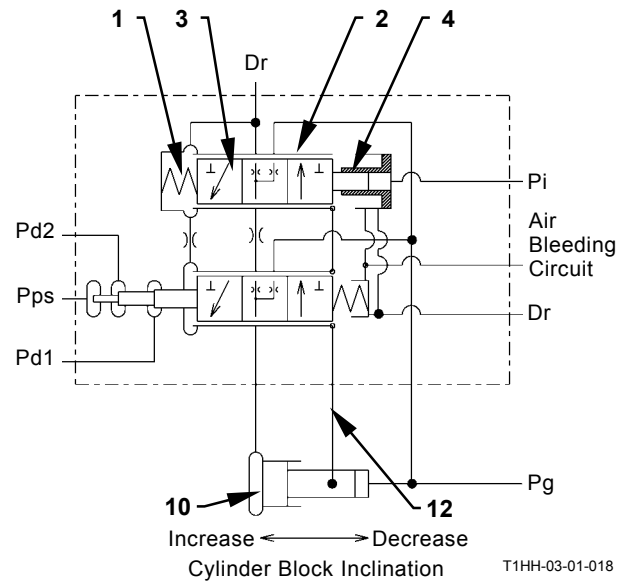 1 3 2 4
Dr
Pi
Air
Bleeding
Circuit
Dr
Pd2
Pps
Pd1
10
12
Pg
Increase Decrease
Cylinder Block Inclination
T1HH-03-01-018